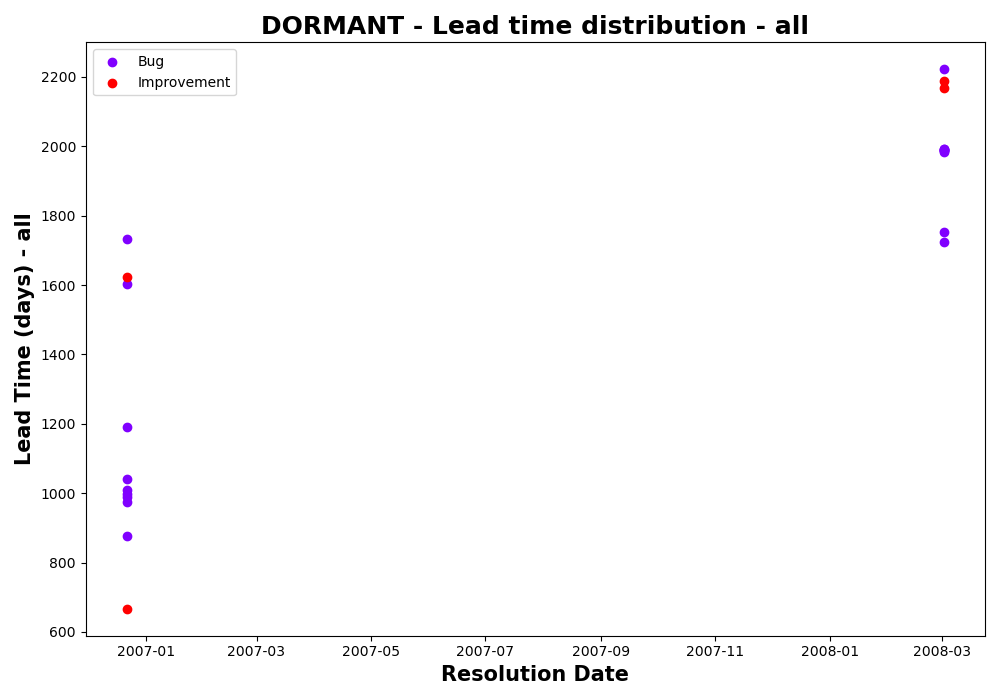 DORMANT - Lead time distribution - all
Bug
Improvement
2200
2000
1800
1600
1400
1200
1000
800
600
Lead Time (days) - all
2007-01 2007-03 2007-05 2007-07 2007-09 2007-11 2008-01 2008-03
Resolution Date